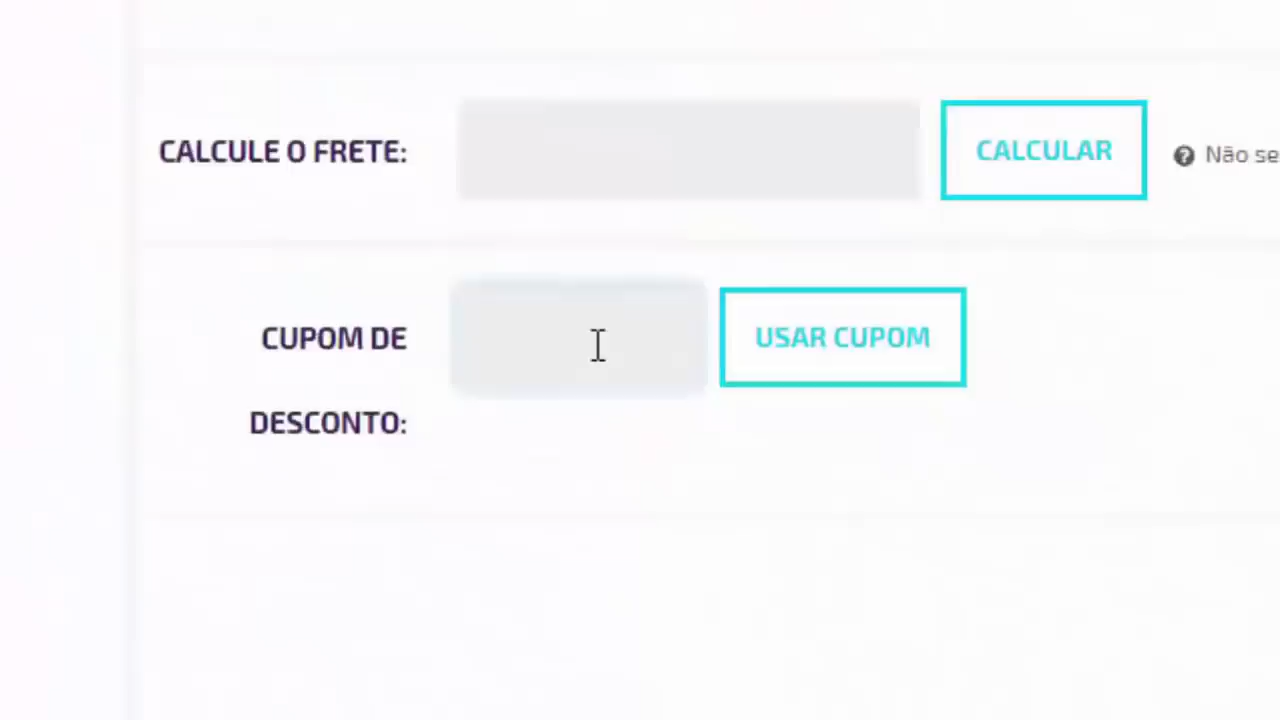 CALCULE O FRETE:
CALCULAR
Não se
CUPOM DE
DESCONTO:
USAR CUPOM